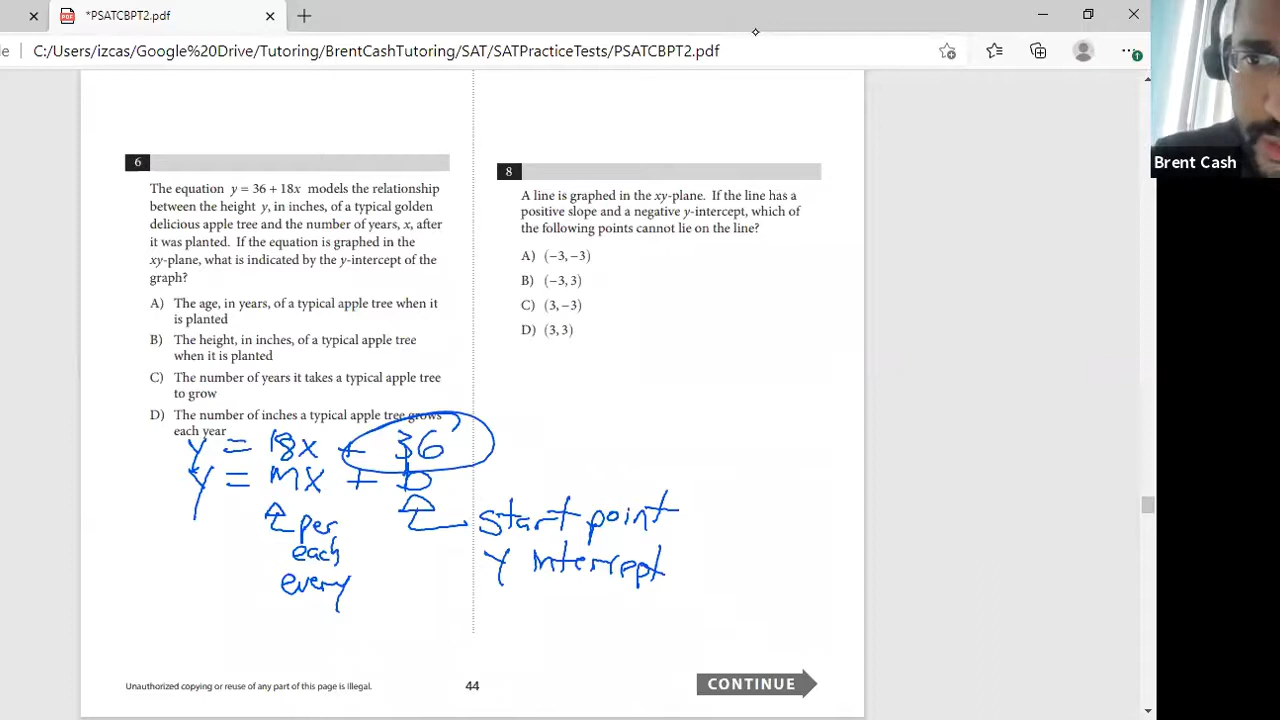 *PSATCBPT2.pdf
C:/Users/izcas/Google%20Drive/Tutoring/BrentCashTutoring/SAT/SATPracticeTests/PSATCBPT2.pdf
Brent Cash
6
The equation y = 36 + 18x models the relationship
between the height y, in inches, of a typical golden
delicious apple tree and the number of years, x, after
it was planted. If the equation is graphed in the
xy-plane, what is indicated by the y-intercept of the
graph?
A) The age, in years, of a typical apple tree when it
is planted
B) The height, in inches, of a typical apple tree
when it is planted
C) The number of years it takes a typical apple tree
to grow
D) The number of inches a typical apple tree grows
each year
y = 18x + 36
y = mx + b
per
each
every
start point
y intercept
8
A line is graphed in the xy-plane. If the line has a
positive slope and a negative y-intercept, which of
the following points cannot lie on the line?
A) (−3, −3)
B) (−3, 3)
C) (3, −3)
D) (3, 3)
Unauthorized copying or reuse of any part of this page is illegal.
44
CONTINUE